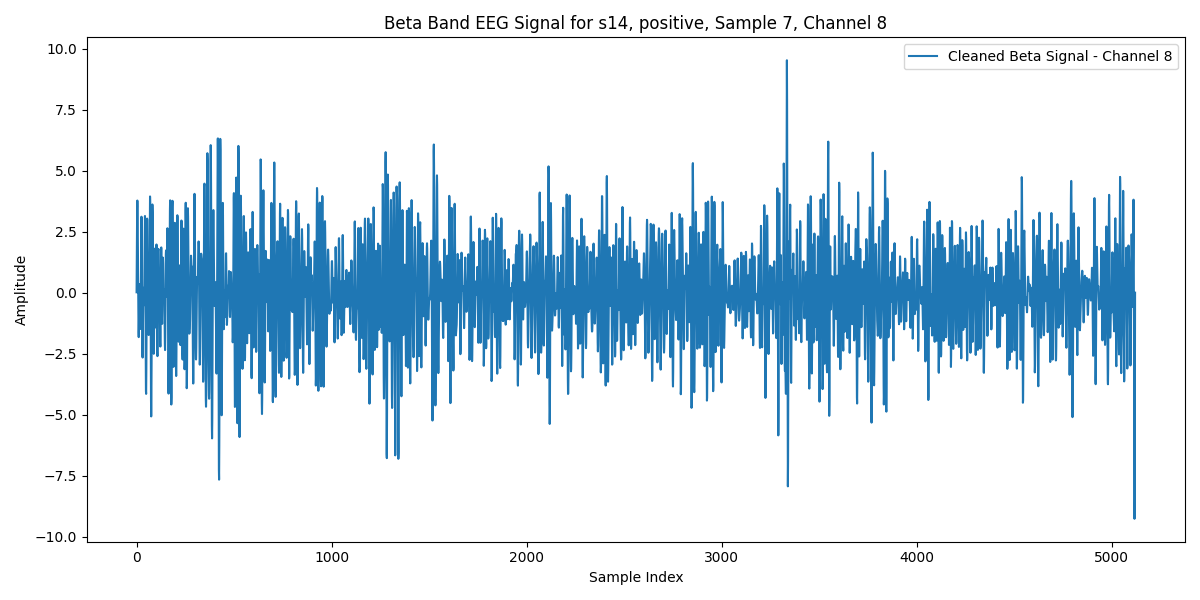 Beta Band EEG Signal for s14, positive, Sample 7, Channel 8
Cleaned Beta Signal - Channel 8
Amplitude
10.0
7.5
5.0
2.5
0.0
−2.5
−5.0
−7.5
−10.0
0 1000 2000 3000 4000 5000
Sample Index